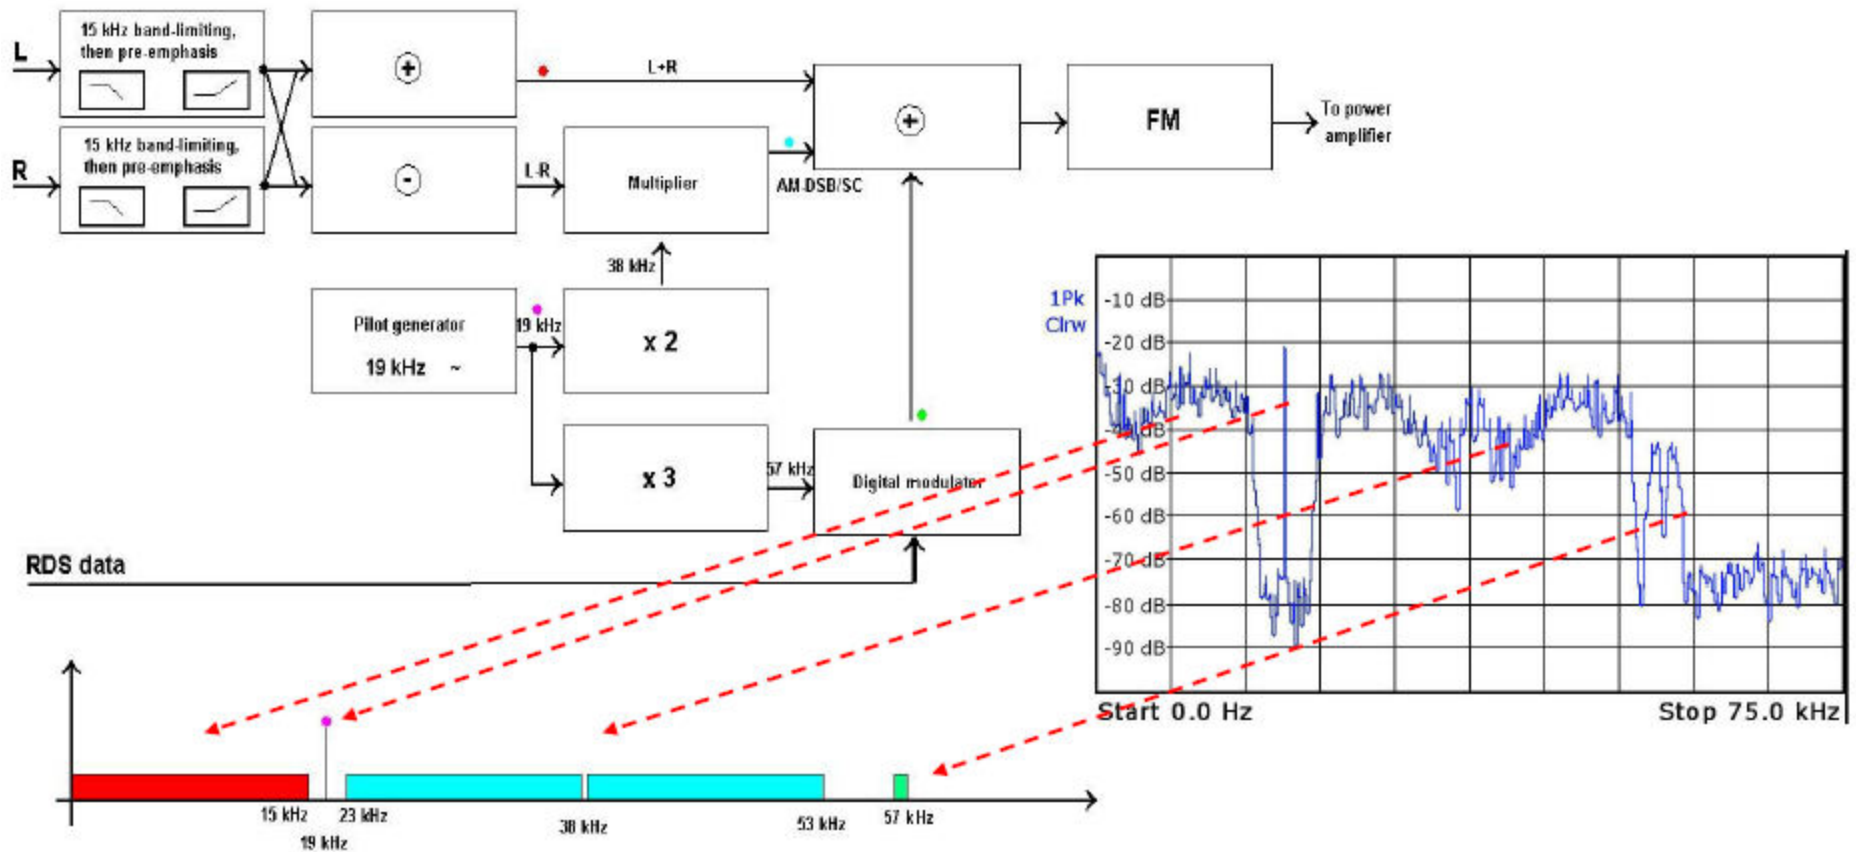 L
15 kHz band-limiting,
then pre-emphasis
+
L+R
+
FM
To power
amplifier
R
15 kHz band-limiting,
then pre-emphasis
-
L-R
Multiplier
AM-DSB/SC
38 kHz
Pilot generator
19 kHz ~
19 kHz
x 2
x 3
57 kHz
Digital modulator
RDS data
1Pk
Clrw
-10 dB
-20 dB
-30 dB
-40 dB
-50 dB
-60 dB
-70 dB
-80 dB
-90 dB
Start 0.0 Hz
Stop 75.0 kHz
15 kHz
19 kHz
23 kHz
38 kHz
53 kHz
57 kHz